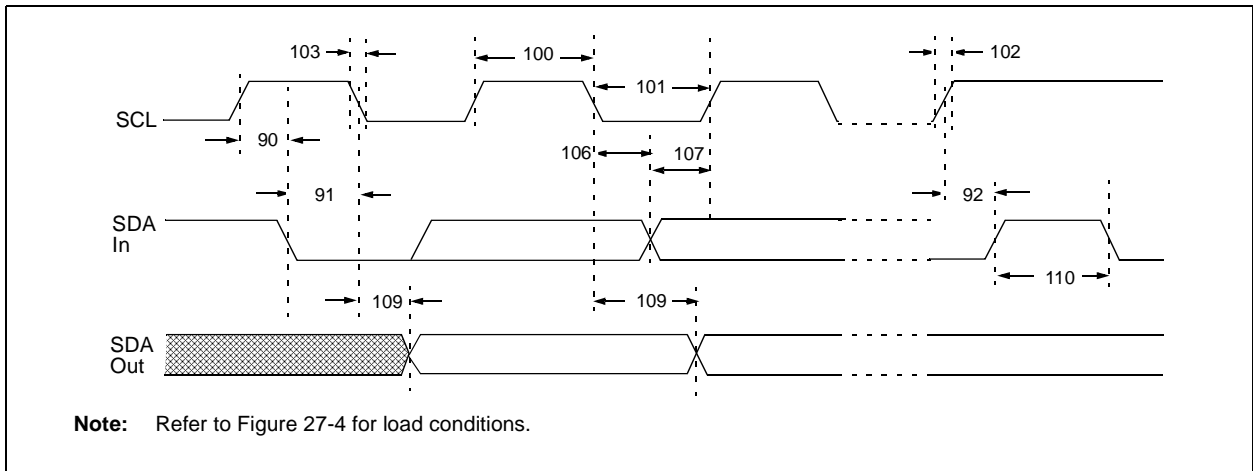 103
100
102
101
SCL
90
106
107
91
92
SDA
In
109
109
110
SDA
Out
Note: Refer to Figure 27-4 for load conditions.